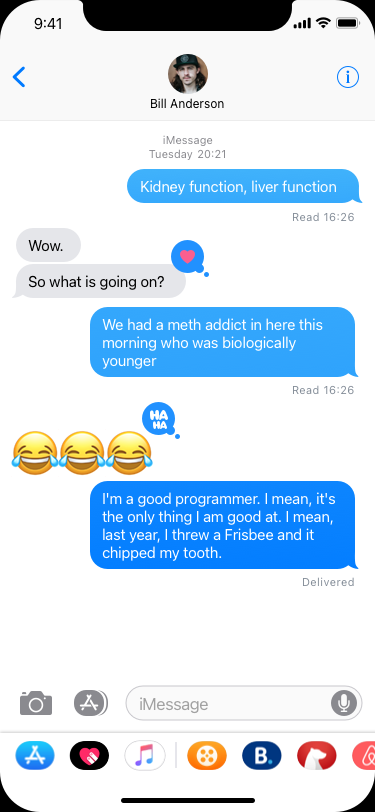 9:41
Bill Anderson
iMessage
Tuesday 20:21
Kidney function, liver function
Read 16:26
Wow.
So what is going on?
We had a meth addict in here this
morning who was biologically
younger
Read 16:26
HA
HA
😂😂😂
I'm a good programmer. I mean, it's
the only thing I am good at. I mean,
last year, I threw a Frisbee and it
chipped my tooth.
Delivered
iMessage
B.